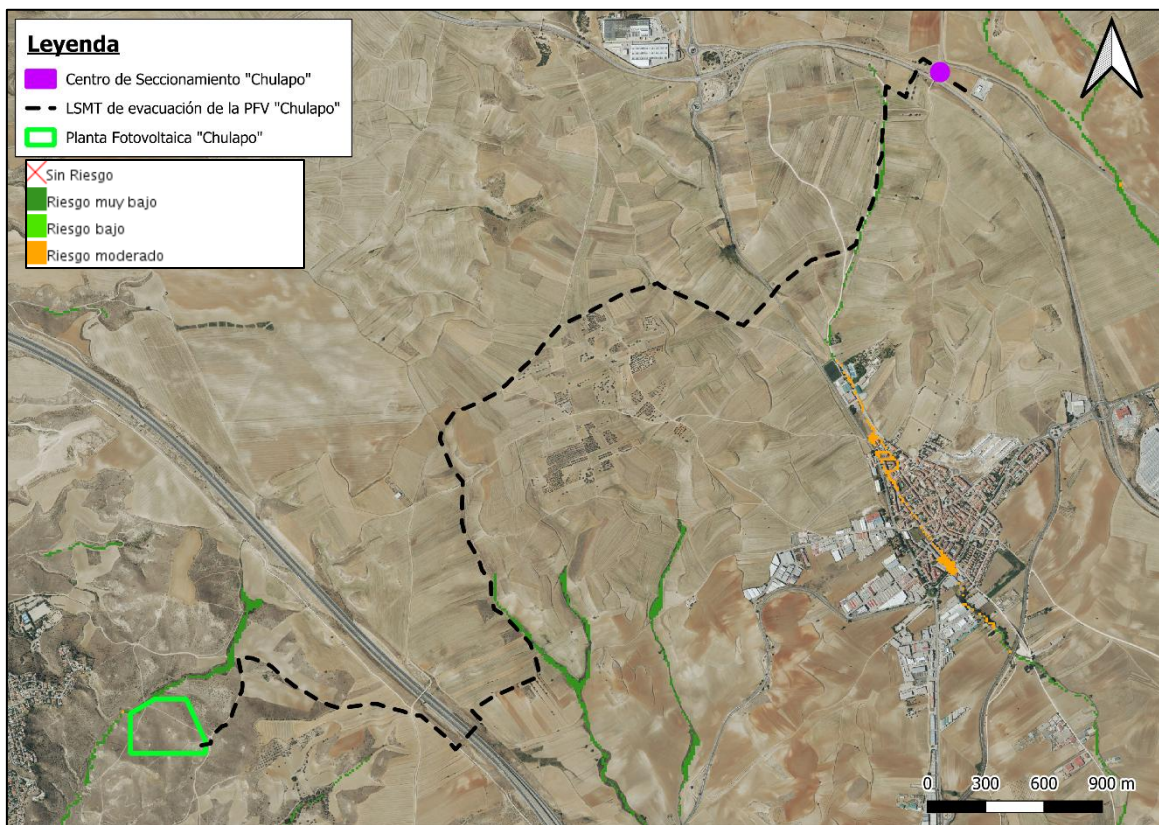 Leyenda
Centro de Seccionamiento "Chulapo"
LSMT de evacuación de la PFV "Chulapo"
Planta Fotovoltaica "Chulapo"
Sin Riesgo
Riesgo muy bajo
Riesgo bajo
Riesgo moderado
0 300 600 900 m